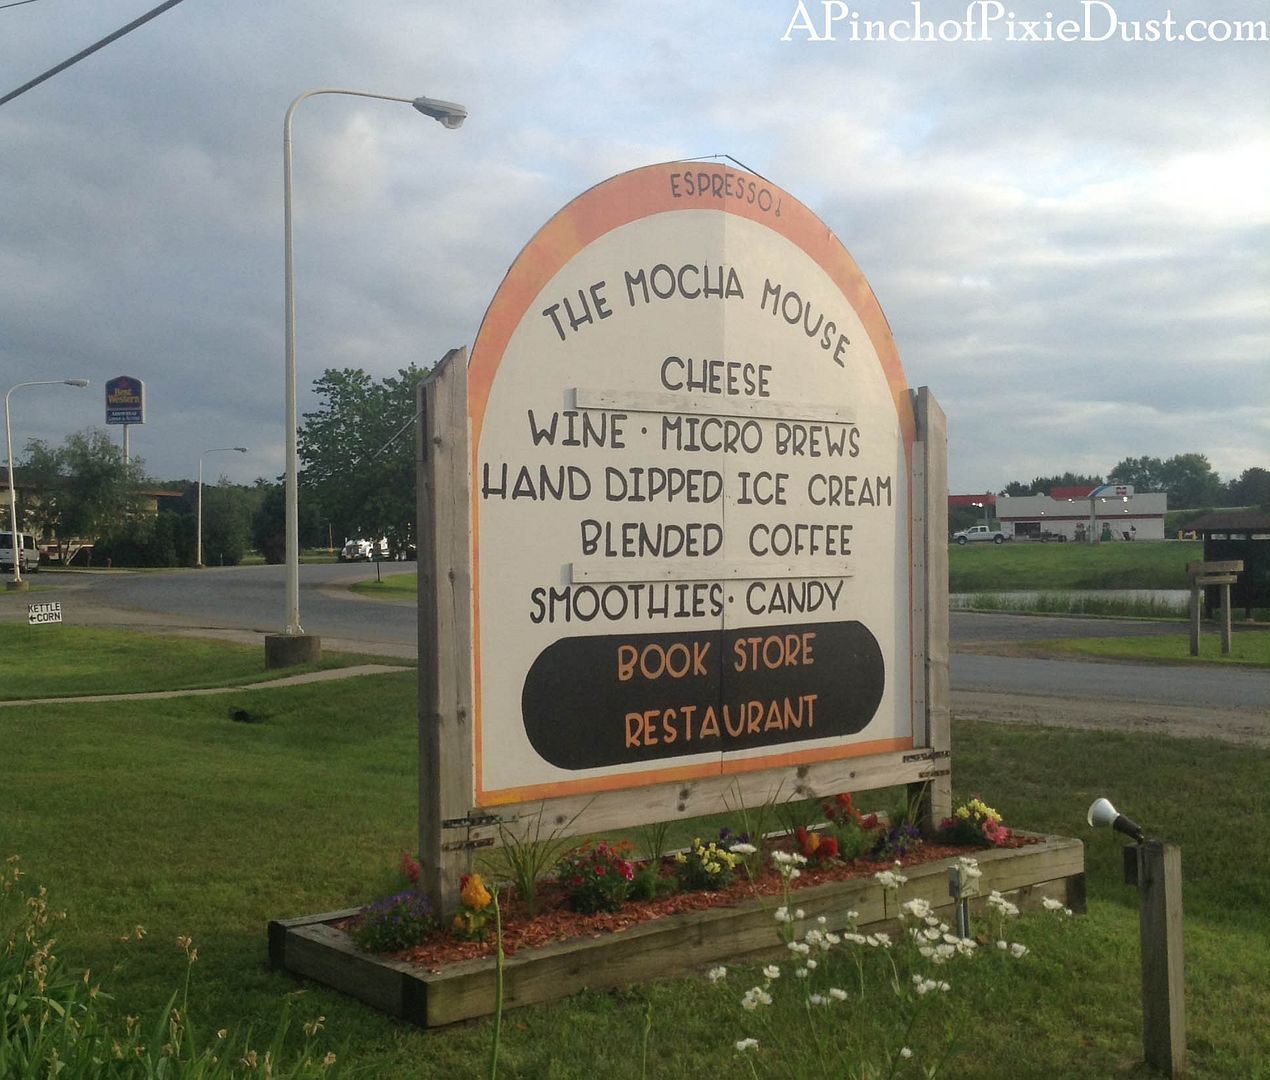 APinchofPixieDust.com
ESPRESSO!
THE MOCHA MOUSE
CHEESE
WINE · MICRO BREWS
HAND DIPPED ICE CREAM
BLENDED COFFEE
SMOOTHIES · CANDY
BOOK STORE
RESTAURANT
Best
Western
KETTLE
←CORN